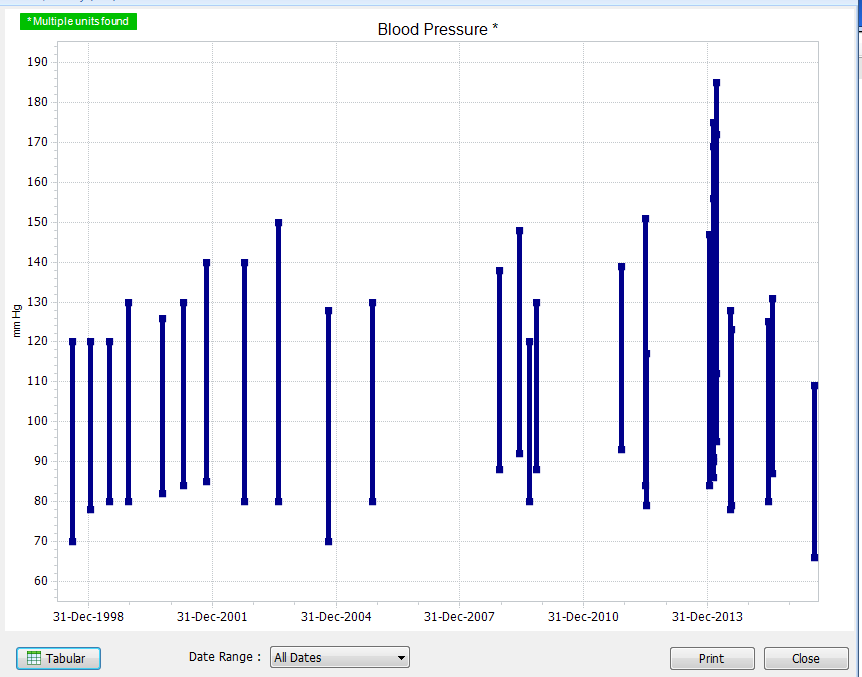 *Multiple units found
Blood Pressure *
mm Hg
190
180
170
160
150
140
130
120
110
100
90
80
70
60
31-Dec-1998 31-Dec-2001 31-Dec-2004 31-Dec-2007 31-Dec-2010 31-Dec-2013
Tabular Date Range : All Dates Print Close